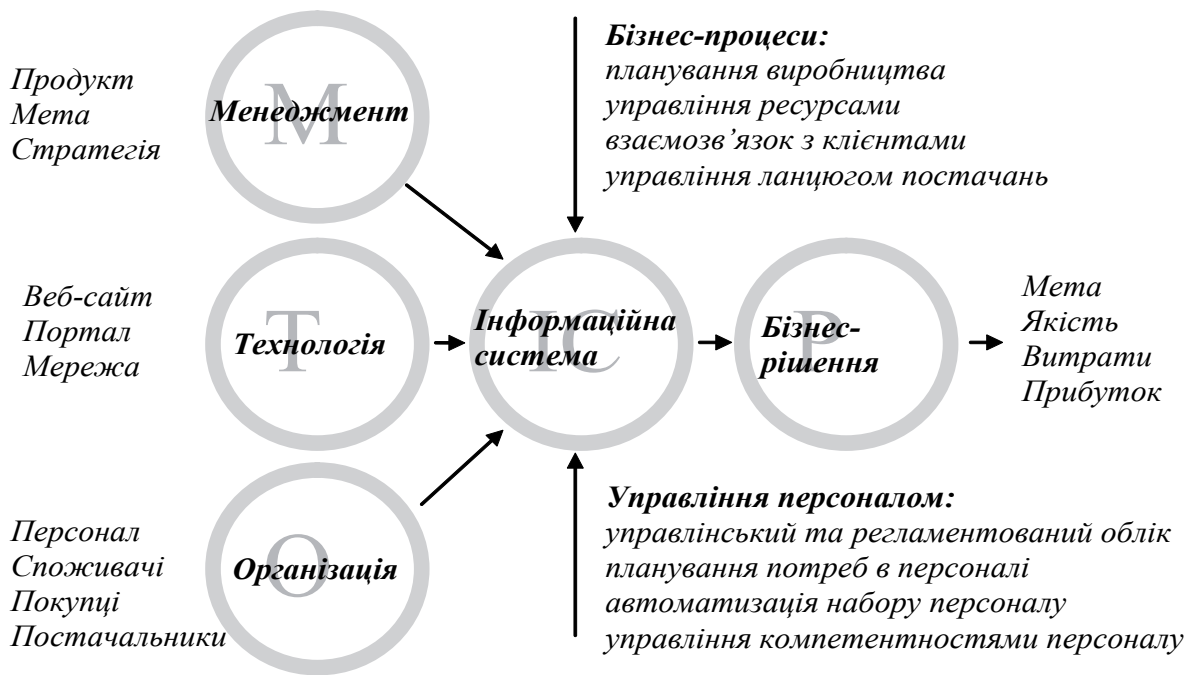 Бізнес-процеси:
планування виробництва
управління ресурсами
взаємозв’язок з клієнтами
управління ланцюгом постачань
Продукт
Мета
Стратегія
М
Менеджмент
Веб-сайт
Портал
Мережа
Т
Технологія
ІС
Інформаційна
система
Р
Бізнес-
рішення
Мета
Якість
Витрати
Прибуток
Персонал
Споживачі
Покупці
Постачальники
О
Організація
Управління персоналом:
управлінський та регламентований облік
планування потреб в персоналі
автоматизація набору персоналу
управління компетентностями персоналу